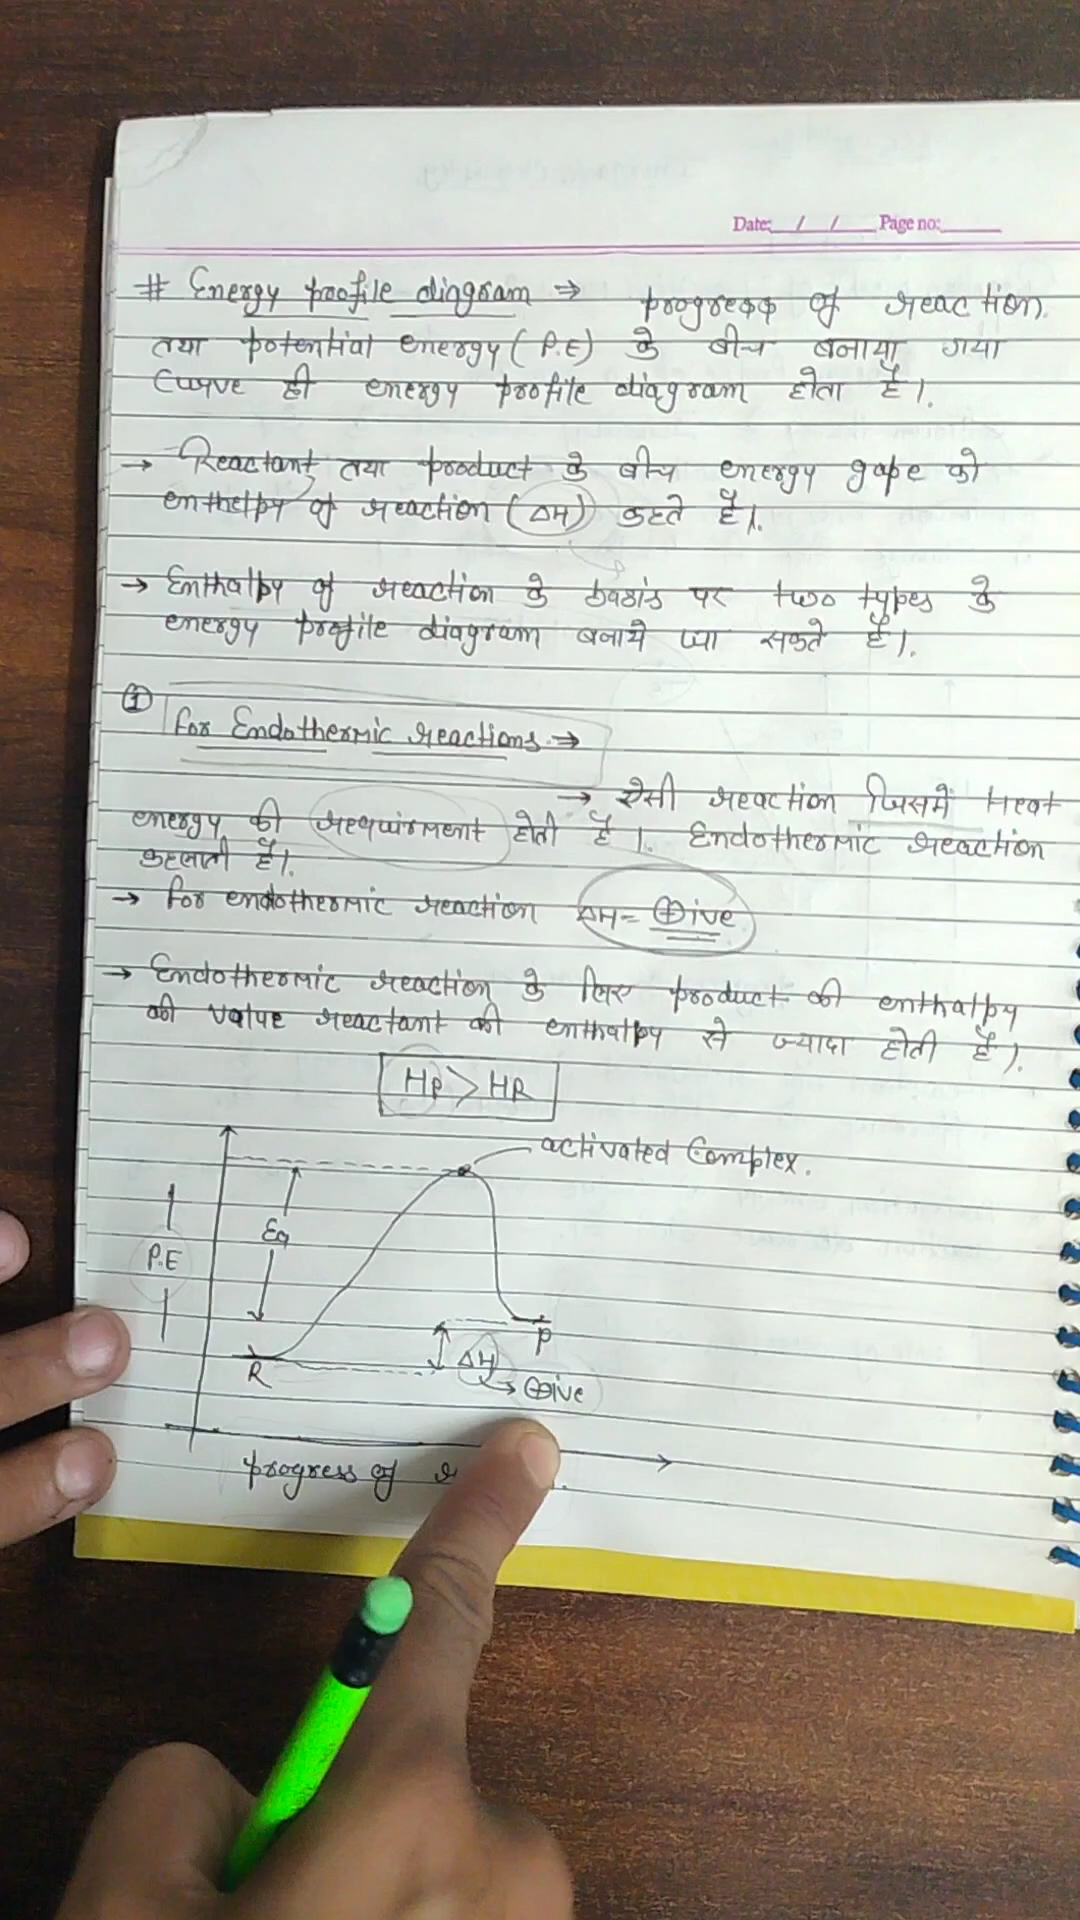 Date: / / Page no:
# Energy profile diagram ⇒ progress of reaction
तथा potential energy (P.E) के बीच बनाया गया
Curve ही energy profile diagram होता है।.
→ Reactant तथा product के बीच energy gape को
enthelpy of reaction (ΔH) कहते है।.
→ Enthalpy of reaction के basis पर two types के
energy profile diagram बनाये जा सकते है।.
① for Endothermic reactions →
→ ऐसी reaction जिसमें Heat
energy की requirment होती है।. Endothermic reaction
कहलाती है।.
→ for endothermic reaction ΔH = ⊕ive
→ Endothermic reaction के लिए product की enthalpy
की value reactant की enthalpy से ज्यादा होती है।.
HP > HR
activated Complex.
Ea
P.E
P
R
ΔH
→ ⊕ive
progress of